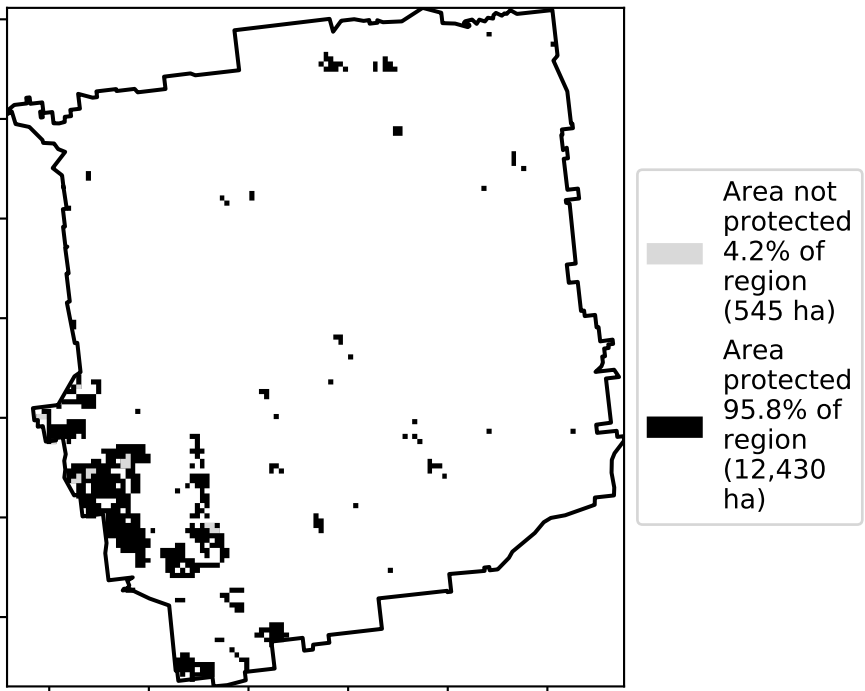 Area not
protected
4.2% of
region
(545 ha)
Area
protected
95.8% of
region
(12,430
ha)